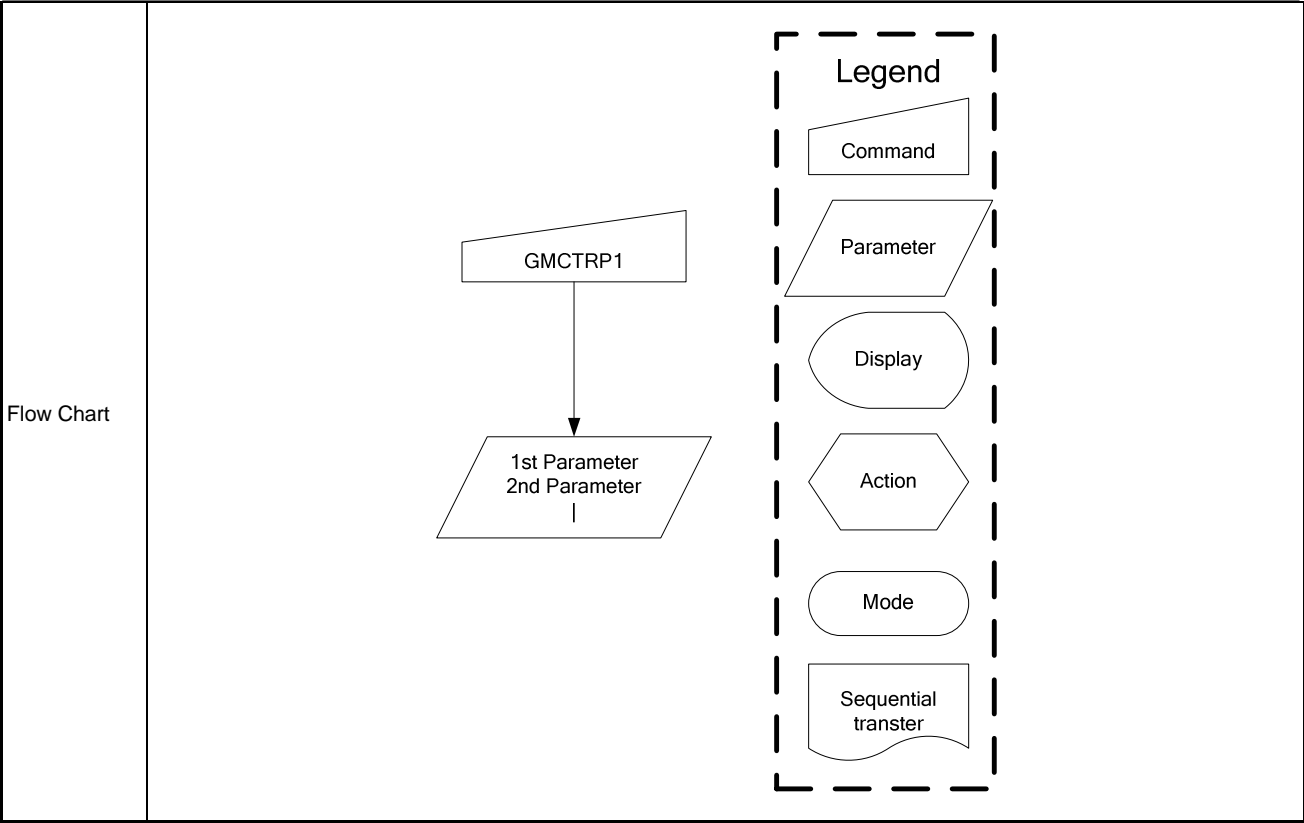 Flow Chart
GMCTRP1
1st Parameter
2nd Parameter
|
Legend
Command
Parameter
Display
Action
Mode
Sequential
transter